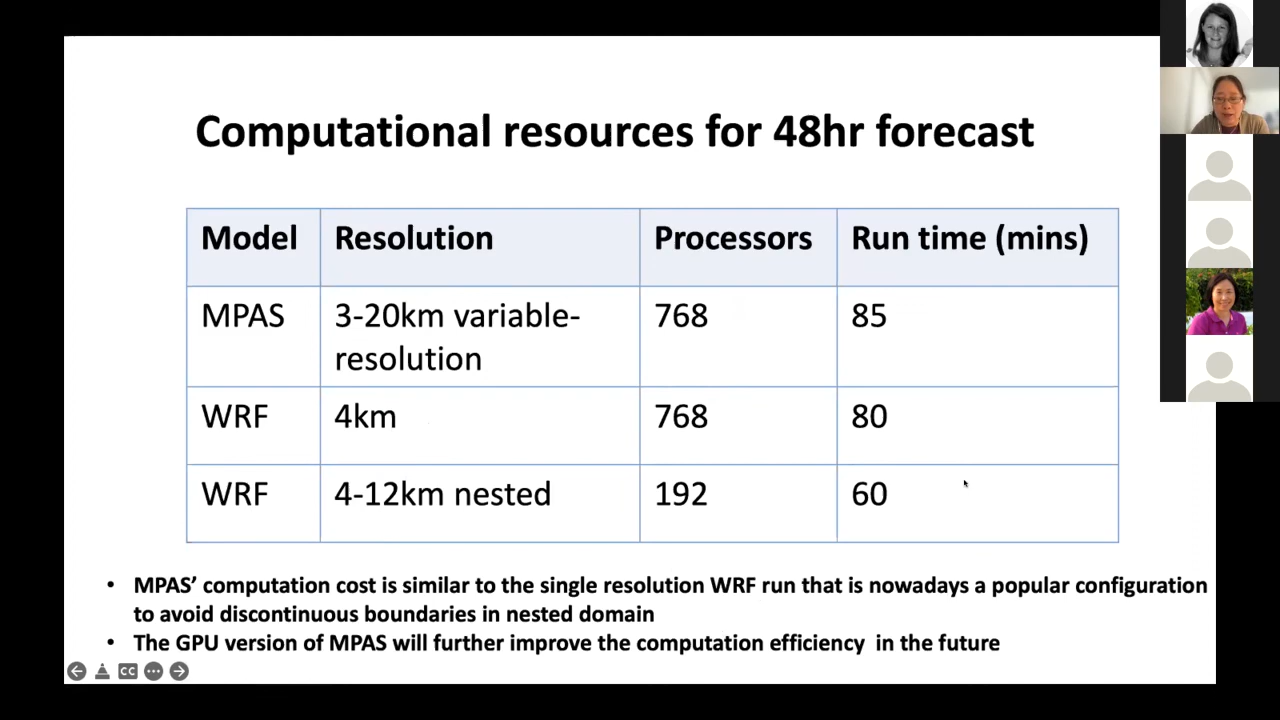 Computational resources for 48hr forecast
Model Resolution Processors Run time (mins)
MPAS 3-20km variable- 768 85
resolution
WRF 4km 768 80
WRF 4-12km nested 192 60
• MPAS’ computation cost is similar to the single resolution WRF run that is nowadays a popular configuration
to avoid discontinuous boundaries in nested domain
• The GPU version of MPAS will further improve the computation efficiency in the future
CC